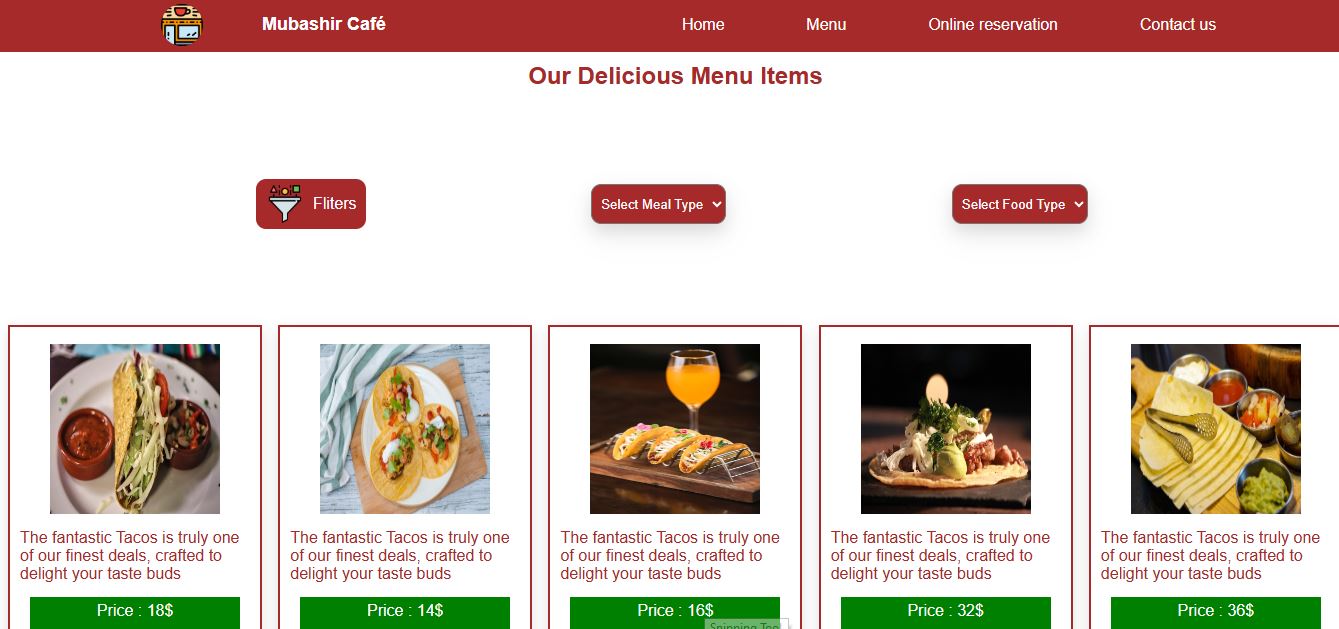 Mubashir Café
Home
Menu
Online reservation
Contact us
Our Delicious Menu Items
Fliters
Select Meal Type
Select Food Type
The fantastic Tacos is truly one
of our finest deals, crafted to
delight your taste buds
Price : 18$
The fantastic Tacos is truly one
of our finest deals, crafted to
delight your taste buds
Price : 14$
The fantastic Tacos is truly one
of our finest deals, crafted to
delight your taste buds
Price : 16$
Snipping Tool
The fantastic Tacos is truly one
of our finest deals, crafted to
delight your taste buds
Price : 32$
The fantastic Tacos is truly one
of our finest deals, crafted to
delight your taste buds
Price : 36$